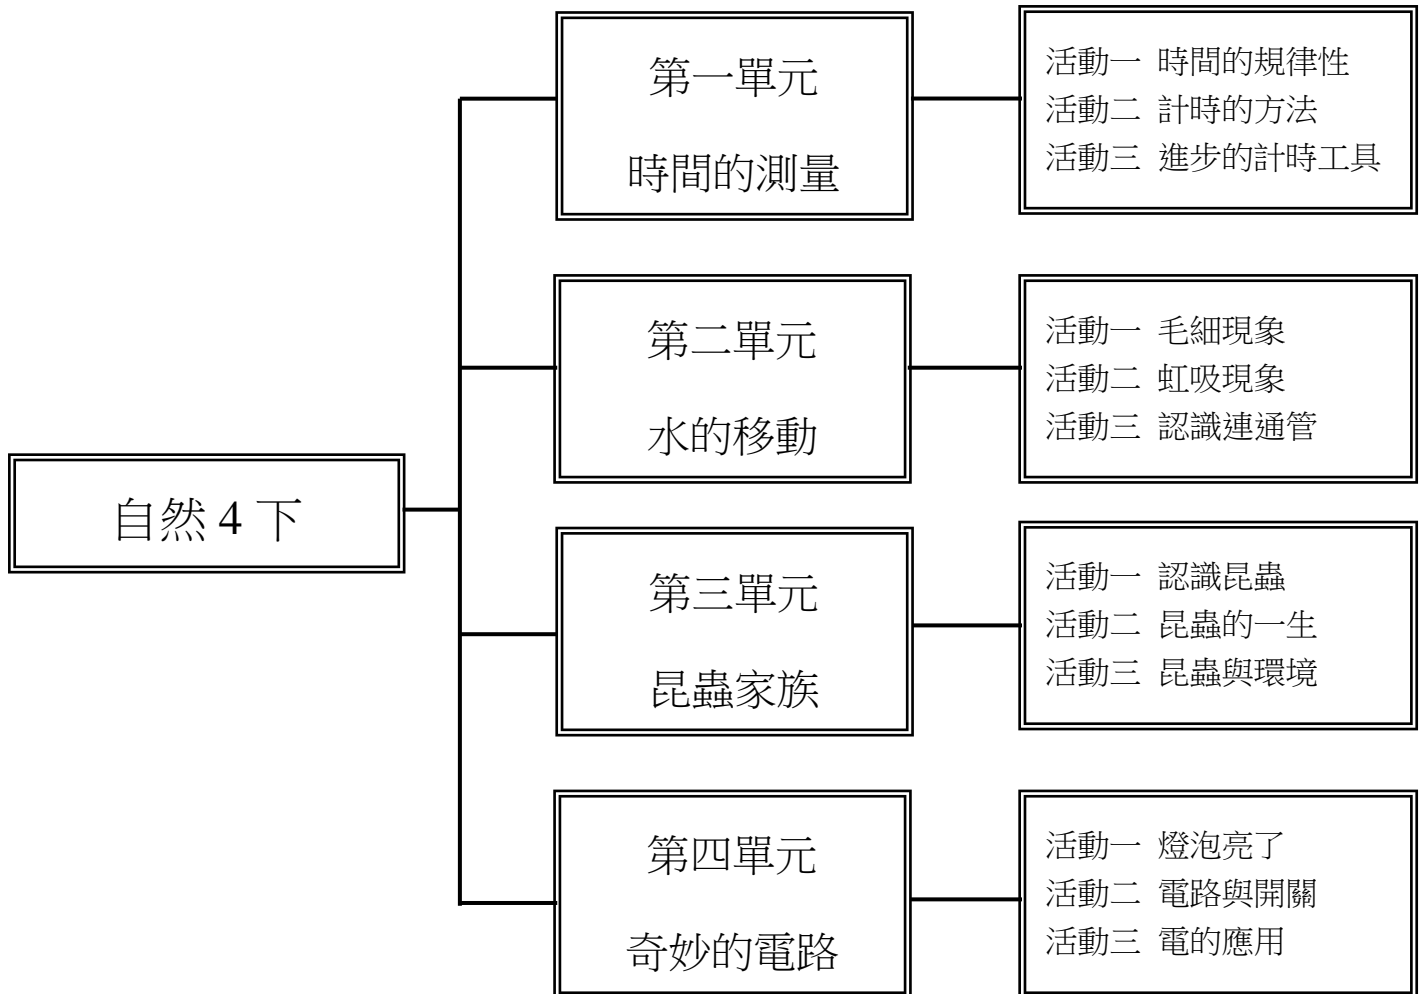 自然 4 下
第一單元
時間的測量
活動一 時間的規律性
活動二 計時的方法
活動三 進步的計時工具
第二單元
水的移動
活動一 毛細現象
活動二 虹吸現象
活動三 認識連通管
第三單元
昆蟲家族
活動一 認識昆蟲
活動二 昆蟲的一生
活動三 昆蟲與環境
第四單元
奇妙的電路
活動一 燈泡亮了
活動二 電路與開關
活動三 電的應用